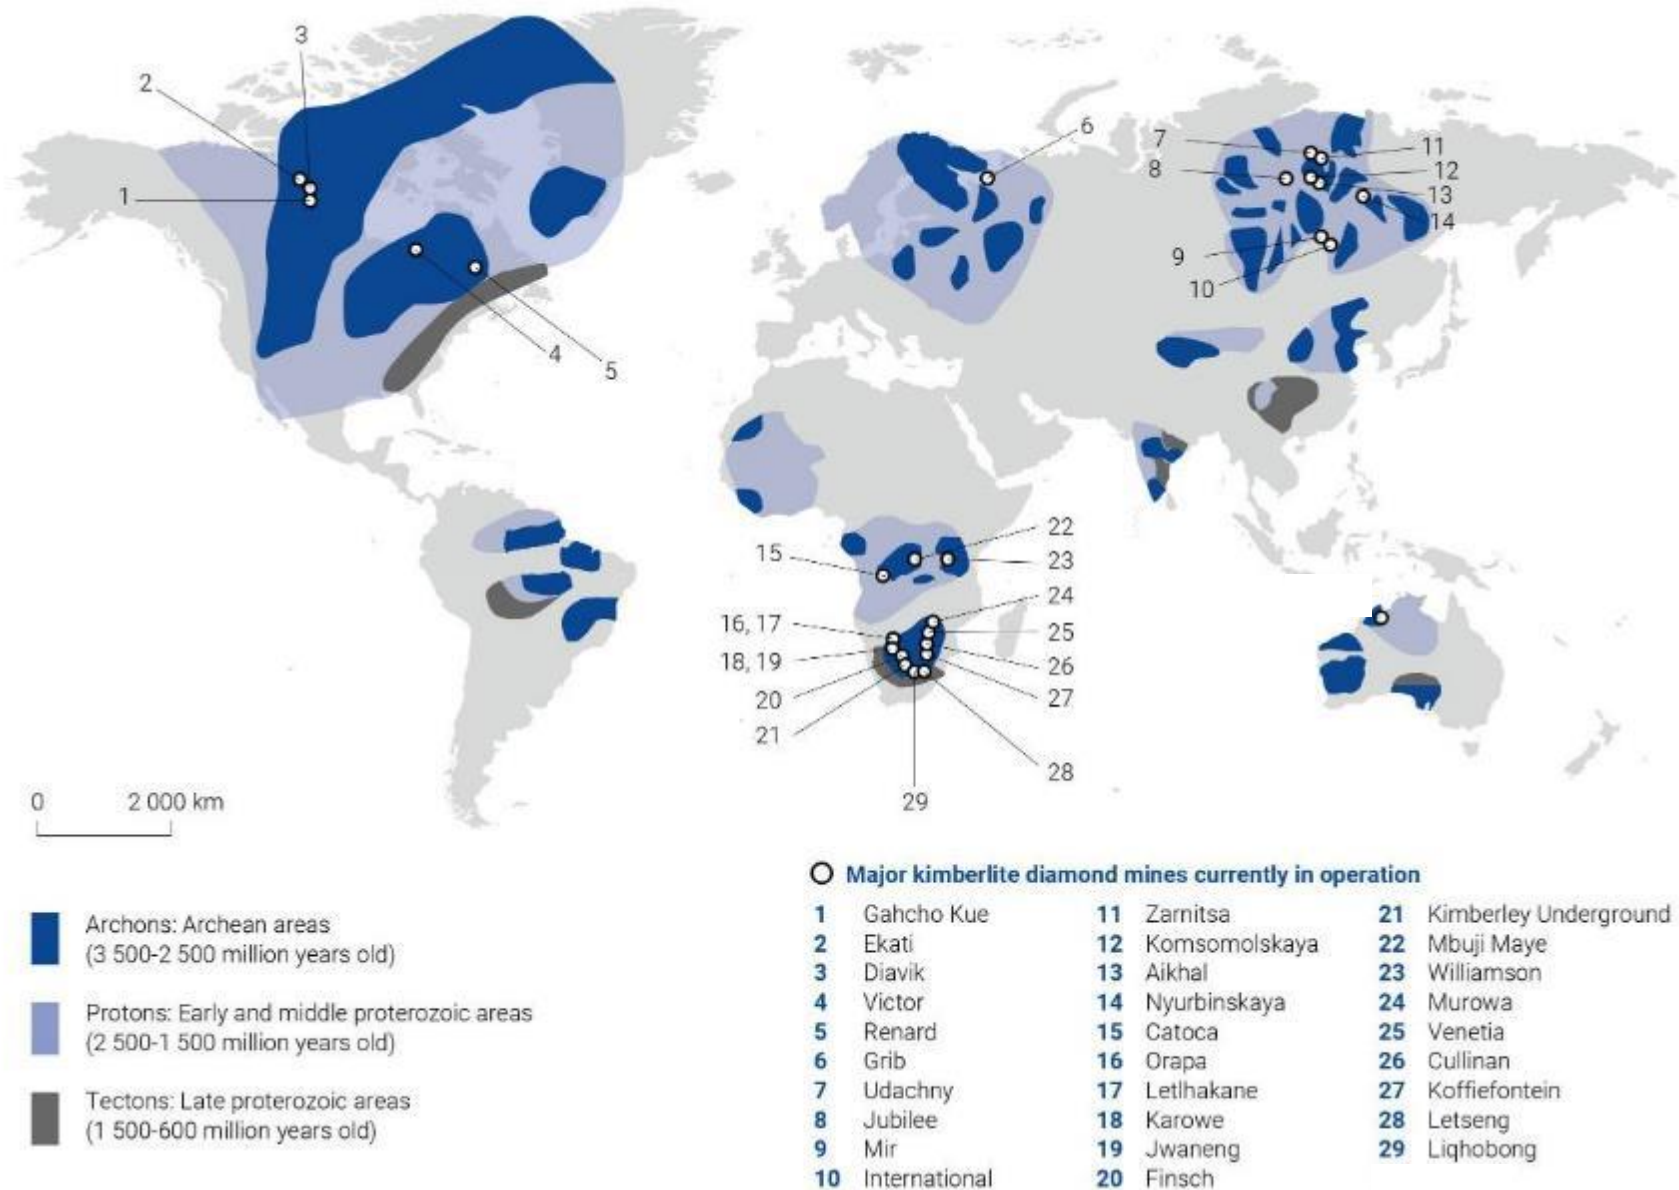 3
2
1
4
5
6
7
8
11
12
13
14
9
10
15
22
23
24
16, 17
25
18, 19
26
20
27
21
28
29
0 2 000 km
Major kimberlite diamond mines currently in operation
Archons: Archean areas
(3 500-2 500 million years old)
Protons: Early and middle proterozoic areas
(2 500-1 500 million years old)
Tectons: Late proterozoic areas
(1 500-600 million years old)
1 Gahcho Kue
2 Ekati
3 Diavik
4 Victor
5 Renard
6 Grib
7 Udachny
8 Jubilee
9 Mir
10 International
11 Zarnitsa
12 Komsomolskaya
13 Aikhal
14 Nyurbinskaya
15 Catoca
16 Orapa
17 Letlhakane
18 Karowe
19 Jwaneng
20 Finsch
21 Kimberley Underground
22 Mbuji Maye
23 Williamson
24 Murowa
25 Venetia
26 Cullinan
27 Koffiefontein
28 Letseng
29 Liqhobong